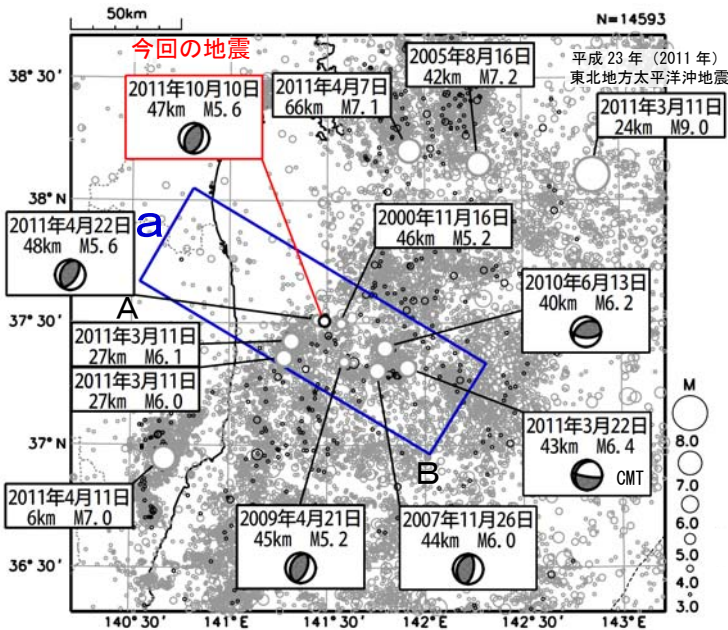 50km
N=14593
今回の地震
2011年10月10日
47km M5.6
2011年4月7日
66km M7.1
2005年8月16日
42km M7.2
平成 23 年（2011 年）
東北地方太平洋沖地震
2011年3月11日
24km M9.0
38°30′
38°N
37°30′
37°N
36°30′
2011年4月22日
48km M5.6
a
A
B
2000年11月16日
46km M5.2
2010年6月13日
40km M6.2
2011年3月11日
27km M6.1
2011年3月11日
27km M6.0
2011年3月22日
43km M6.4
CMT
2011年4月11日
6km M7.0
2009年4月21日
45km M5.2
2007年11月26日
44km M6.0
M
8.0
7.0
6.0
5.0
4.0
3.0
140°30′
141°E
141°30′
142°E
142°30′
143°E